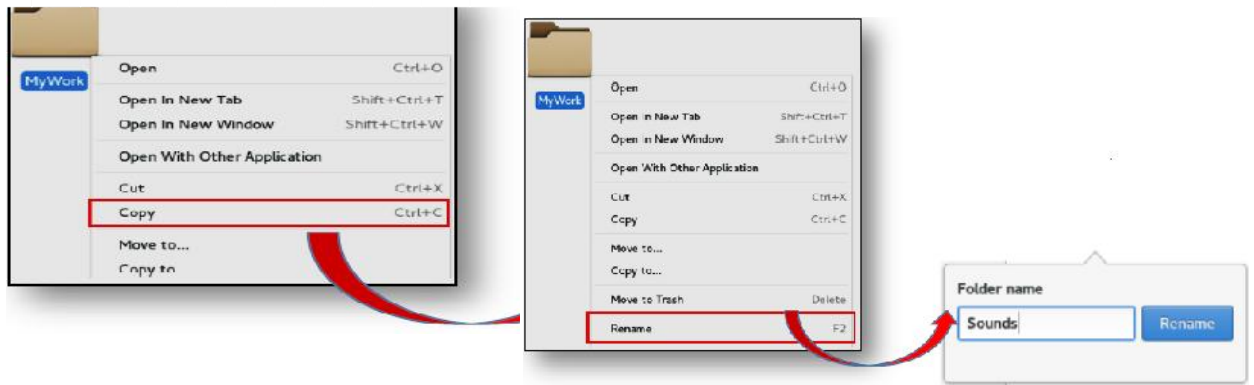 MyWork
Open Ctrl+O
Open In New Tab Shift+Ctrl+T
Open In New Window Shift+Ctrl+W
Open With Other Application
Cut Ctrl+X
Copy Ctrl+C
Move to...
Copy to
MyWork
Open Ctrl+O
Open In New Tab Shift+Ctrl+T
Open In New Window Shift+Ctrl+W
Open With Other Application
Cut Ctrl+X
Copy Ctrl+C
Move to...
Copy to...
Move to Trash Delete
Rename F2
Folder name
Sounds Rename